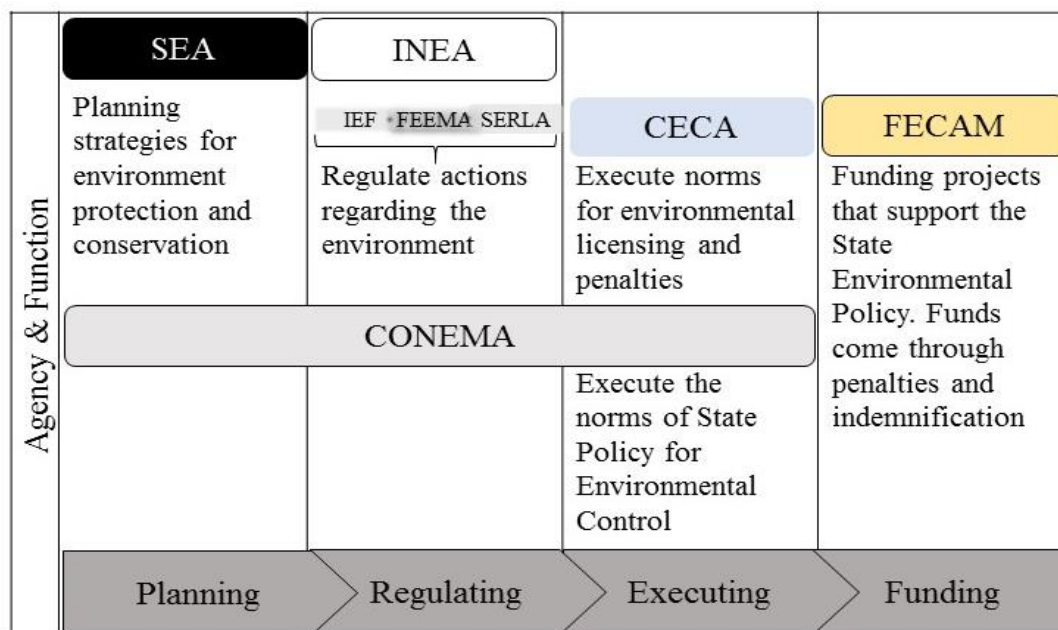 Agency & Function
SEA
Planning
strategies for
environment
protection and
conservation
INEA
IEF • FEEMA • SERLA
Regulate actions
regarding the
environment
CECA
Execute norms
for environmental
licensing and
penalties
FECAM
Funding projects
that support the
State
Environmental
Policy. Funds
come through
penalties and
indemnification
CONEMA
Execute the
norms of State
Policy for
Environmental
Control
Planning
Regulating
Executing
Funding